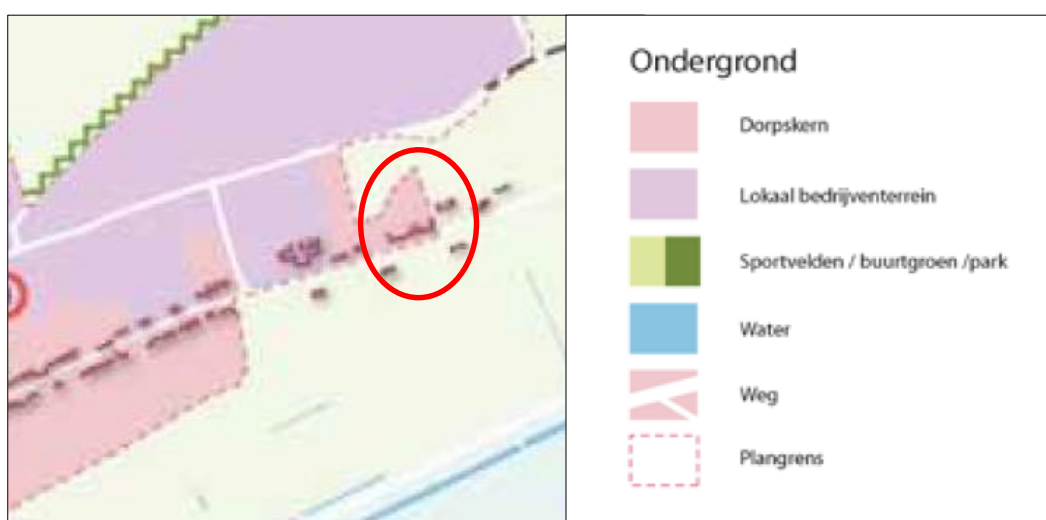 Ondergrond
Dorpskern
Lokaal bedrijventerrein
Sportvelden / buurtgroen /park
Water
Weg
Plangrens